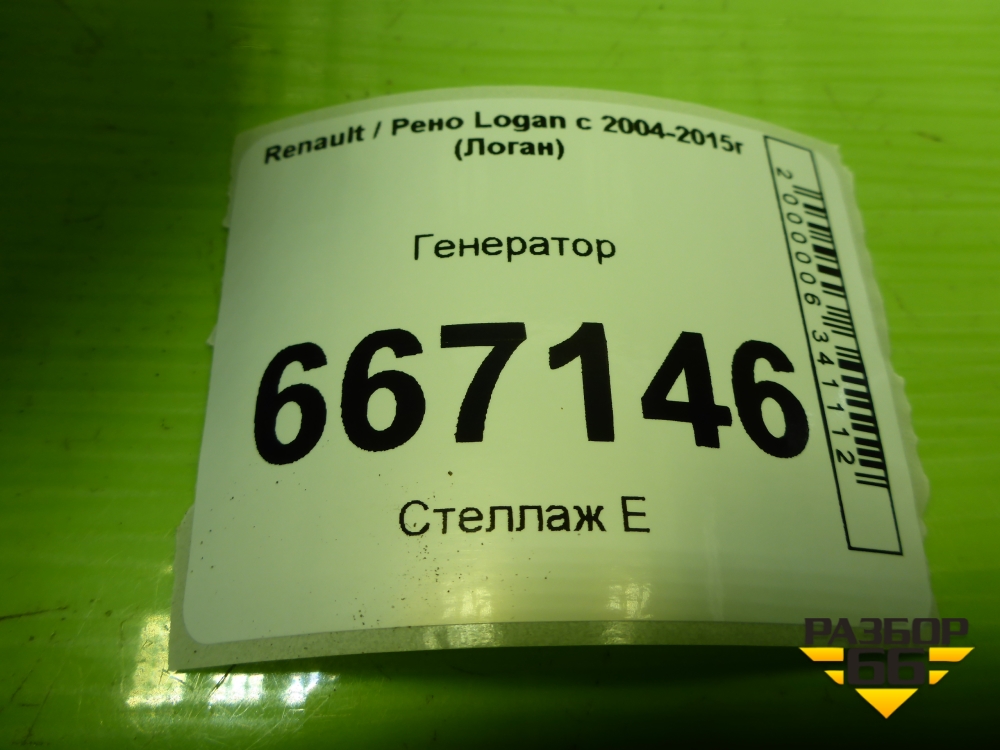 Renault / Рено Logan с 2004-2015г
(Логан)
Генератор
667146
Стеллаж Е
2000006341112
РАЗБОР
66